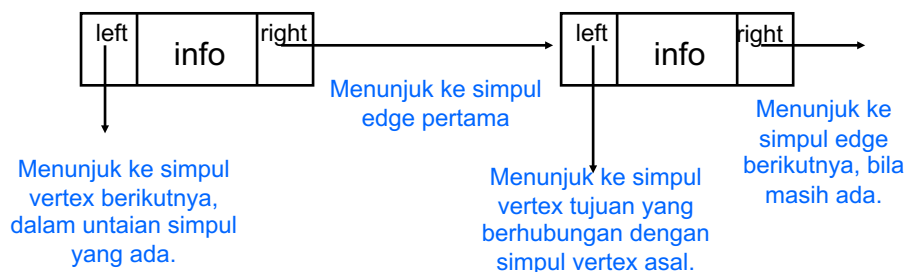 left
info
right
left
info
right
Menunjuk ke simpul
edge pertama
Menunjuk ke
simpul edge
berikutnya, bila
masih ada.
Menunjuk ke simpul
vertex berikutnya,
dalam untaian simpul
yang ada.
Menunjuk ke simpul
vertex tujuan yang
berhubungan dengan
simpul vertex asal.